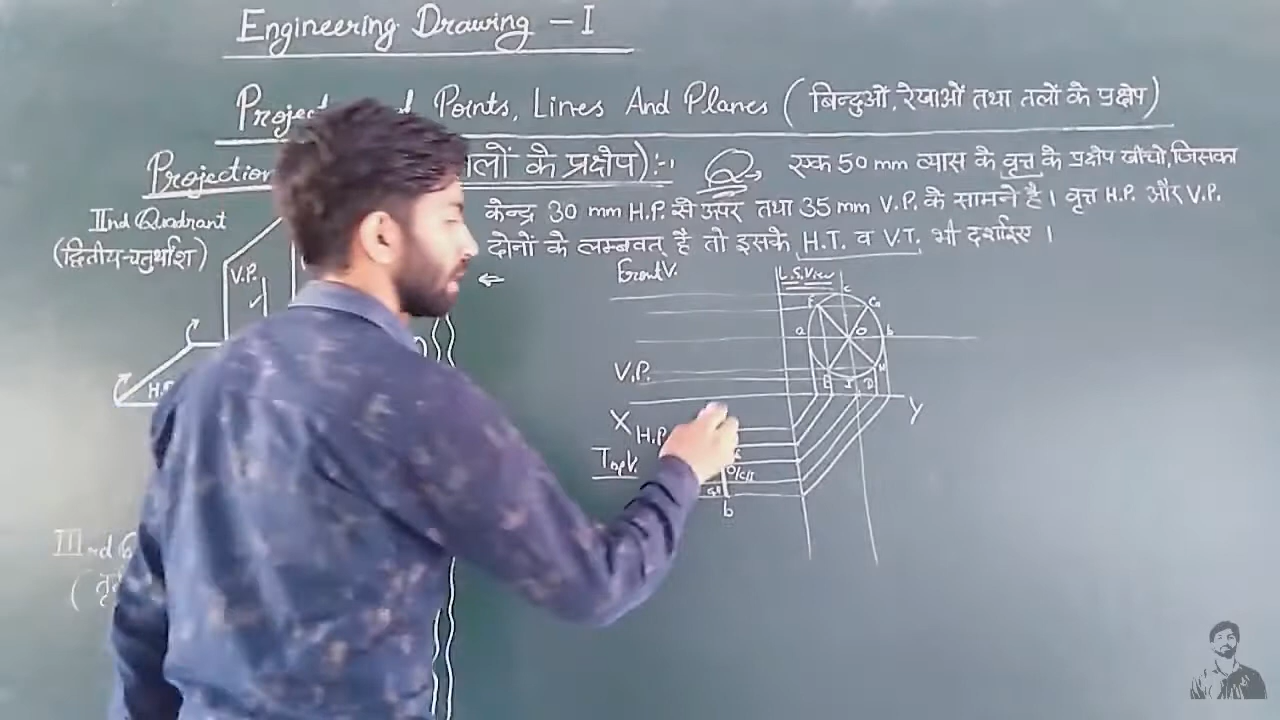 Engineering Drawing - I
Points, Lines And Planes (बिन्दुओं, रेखाओं तथा तलों के प्रक्षेप)
Projection लों के प्रक्षेप):-
Q→ एक 50 mm व्यास के वृत्त के प्रक्षेप खींचो, जिसका
केन्द्र 30 mm H.P. से ऊपर तथा 35 mm V.P. के सामने है। वृत्त H.P. और V.P.
दोनों के लम्बवत् है तो इसके H.T. व V.T. भी दर्शाइए।
IInd Quadrant
(द्वितीय-चतुर्थांश)
V.P.
Front V.
L.S. View
c
F
G
a
O
b
V.P.
H
E
D
X
Y
H.P.
Top V.
b
III